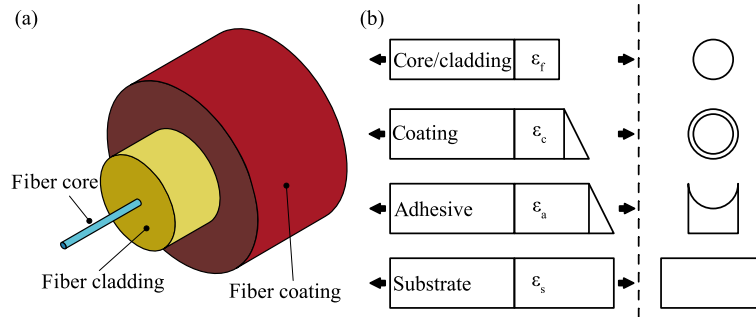 (a)
Fiber core
Fiber cladding
Fiber coating
(b)
Core/cladding εf
Coating εc
Adhesive εa
Substrate εs